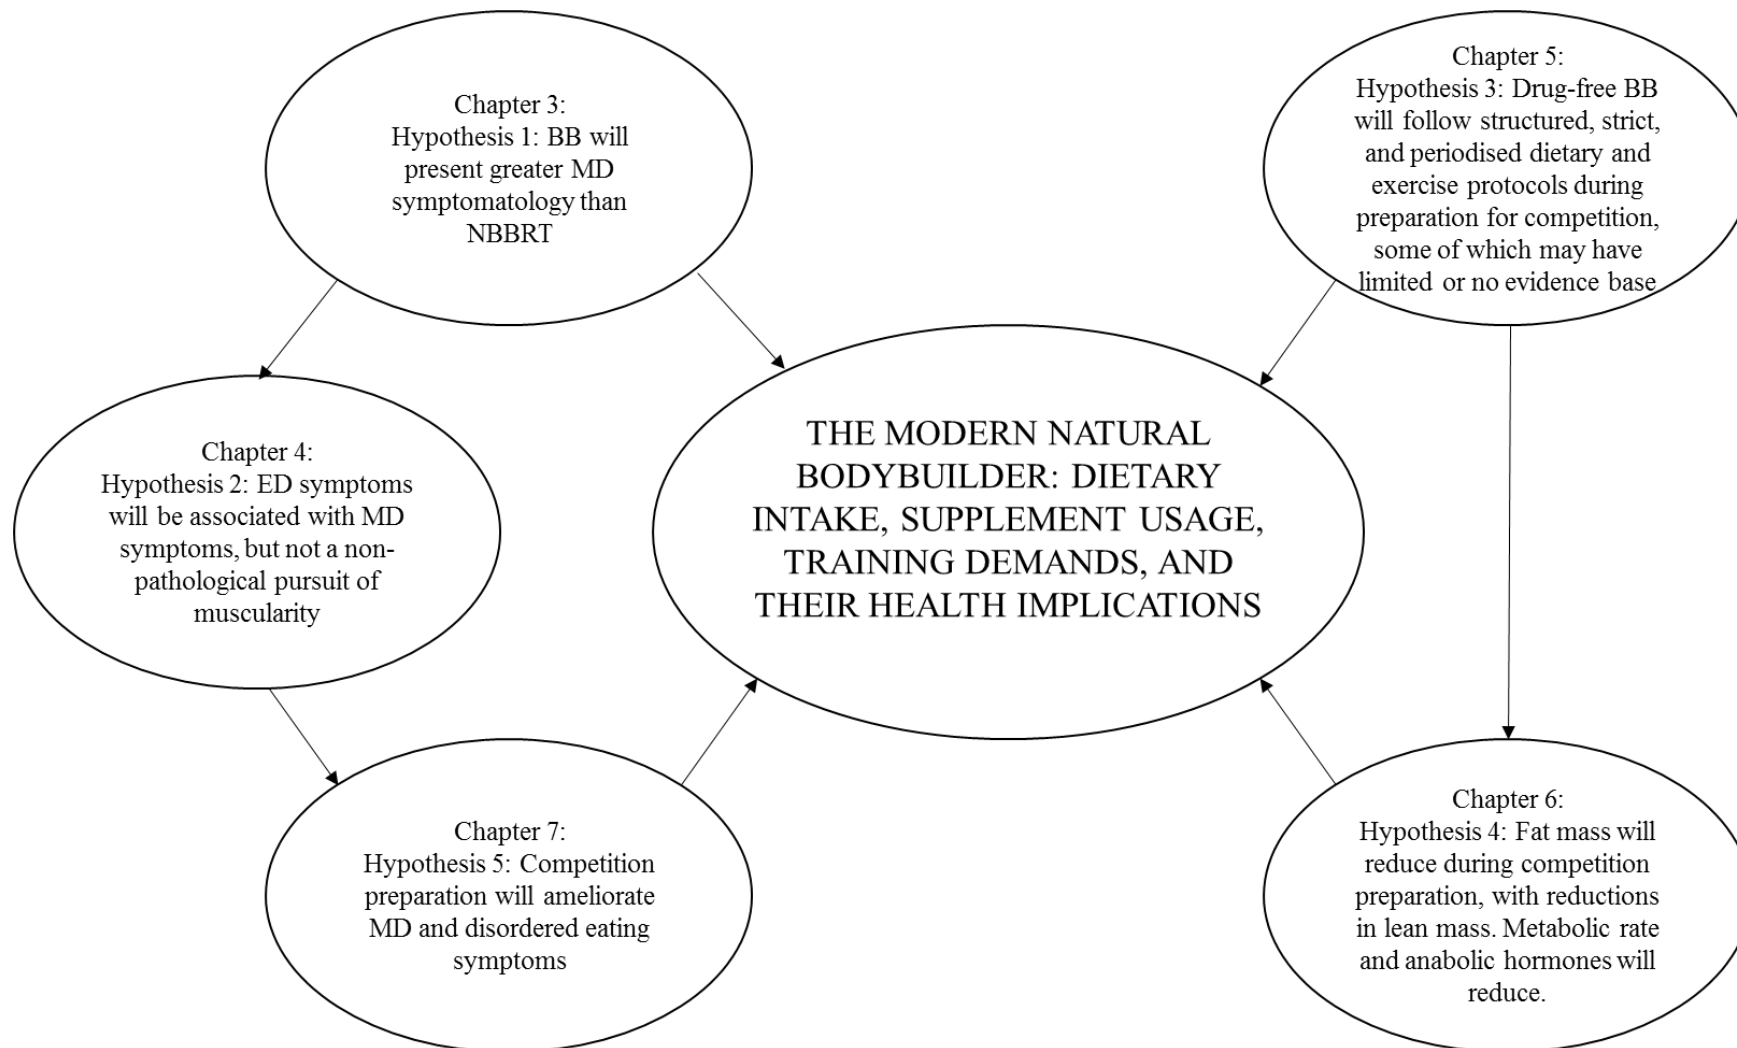 Chapter 3:
Hypothesis 1: BB will
present greater MD
symptomatology than
NBBRT
Chapter 5:
Hypothesis 3: Drug-free BB
will follow structured, strict,
and periodised dietary and
exercise protocols during
preparation for competition,
some of which may have
limited or no evidence base
Chapter 4:
Hypothesis 2: ED symptoms
will be associated with MD
symptoms, but not a non-
pathological pursuit of
muscularity
THE MODERN NATURAL
BODYBUILDER: DIETARY
INTAKE, SUPPLEMENT USAGE,
TRAINING DEMANDS, AND
THEIR HEALTH IMPLICATIONS
Chapter 7:
Hypothesis 5: Competition
preparation will ameliorate
MD and disordered eating
symptoms
Chapter 6:
Hypothesis 4: Fat mass will
reduce during competition
preparation, with reductions
in lean mass. Metabolic rate
and anabolic hormones will
reduce.